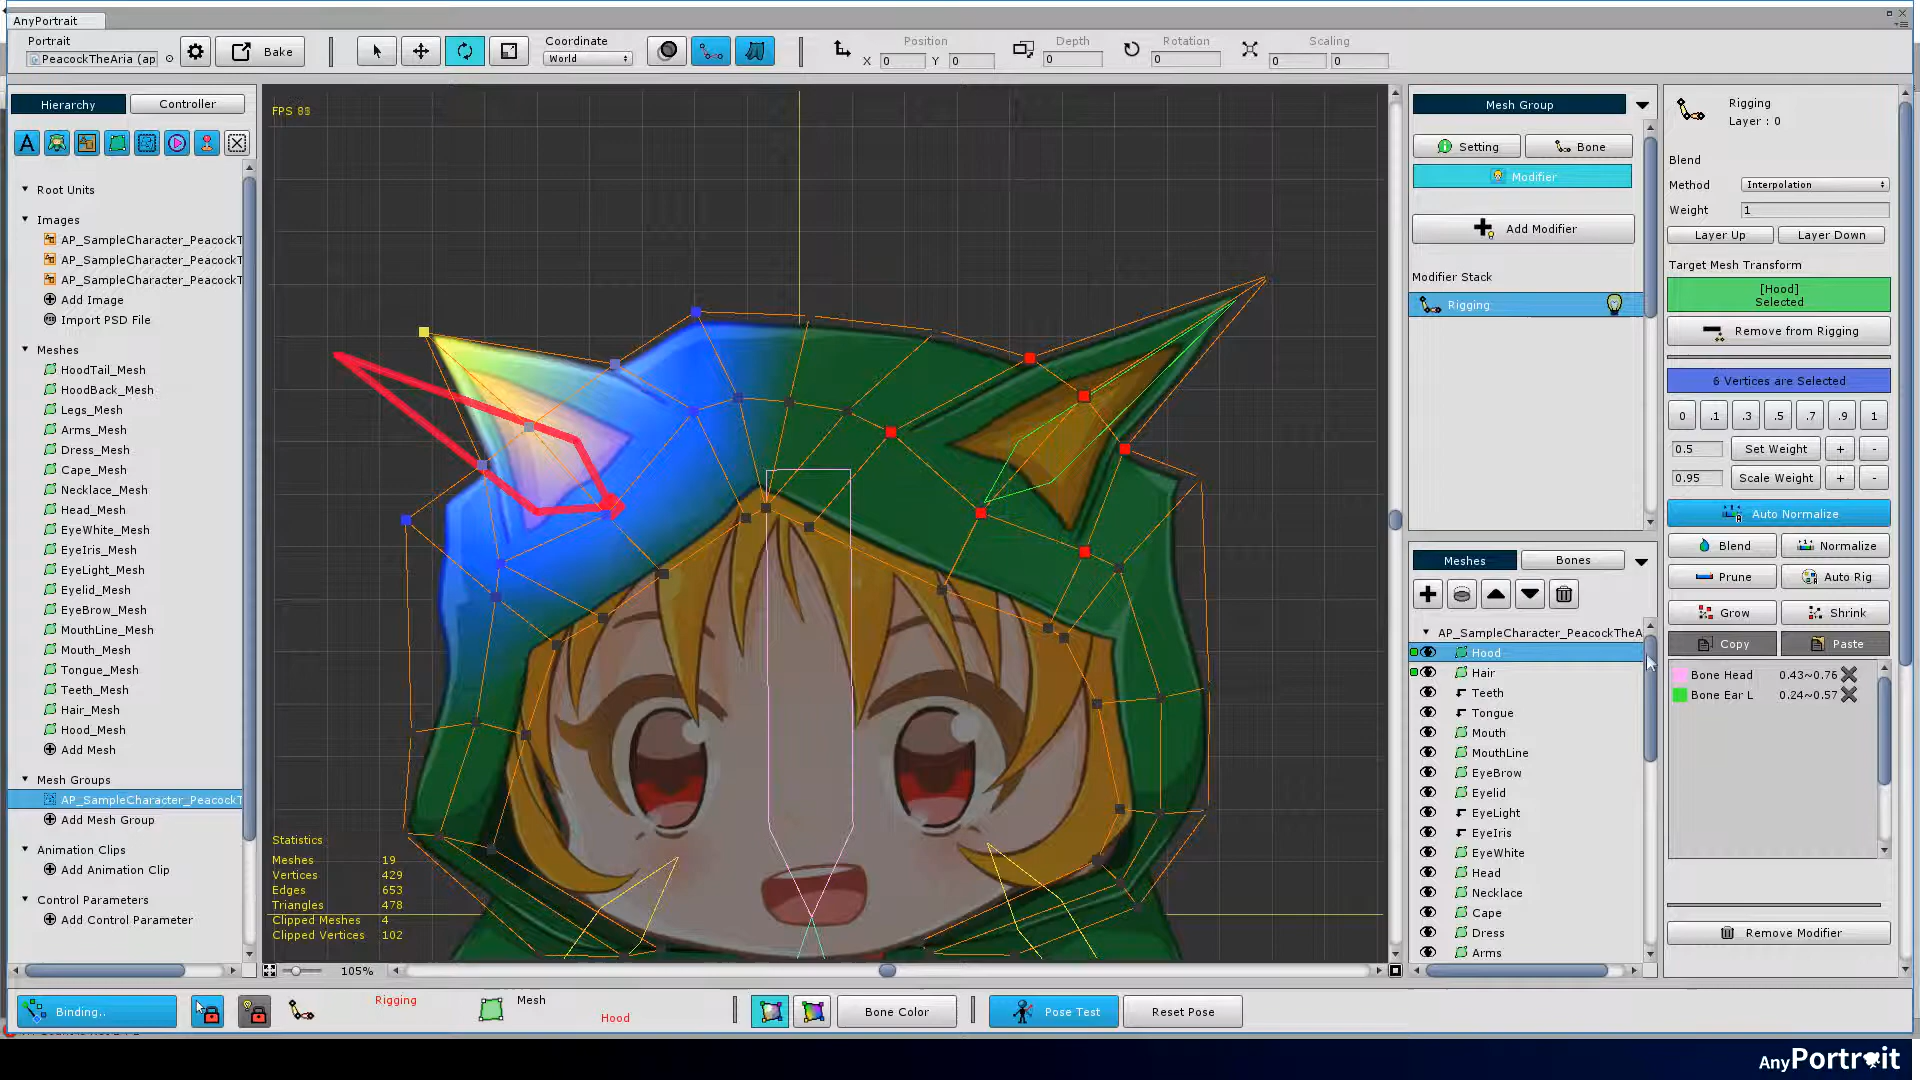 AnyPortrait
Portrait
PeacockTheAria (ap
Bake
Coordinate
World
Position
X 0 Y 0
Depth
0
Rotation
0
Scaling
0 0
Hierarchy
Controller
FPS 83
Root Units
Images
AP_SampleCharacter_PeacockT
AP_SampleCharacter_PeacockT
AP_SampleCharacter_PeacockT
Add Image
Import PSD File
Meshes
HoodTail_Mesh
HoodBack_Mesh
Legs_Mesh
Arms_Mesh
Dress_Mesh
Cape_Mesh
Necklace_Mesh
Head_Mesh
EyeWhite_Mesh
EyeIris_Mesh
EyeLight_Mesh
Eyelid_Mesh
EyeBrow_Mesh
MouthLine_Mesh
Mouth_Mesh
Tongue_Mesh
Teeth_Mesh
Hair_Mesh
Hood_Mesh
Add Mesh
Mesh Groups
AP_SampleCharacter_PeacockT
Add Mesh Group
Animation Clips
Add Animation Clip
Control Parameters
Add Control Parameter
Statistics
Meshes 19
Vertices 429
Edges 653
Triangles 478
Clipped Meshes 4
Clipped Vertices 102
105%
Mesh Group
Setting
Bone
Modifier
Add Modifier
Modifier Stack
Rigging
Meshes
Bones
AP_SampleCharacter_PeacockTheA
Hood
Hair
Teeth
Tongue
Mouth
MouthLine
EyeBrow
Eyelid
EyeLight
EyeIris
EyeWhite
Head
Necklace
Cape
Dress
Arms
Rigging
Layer : 0
Blend
Method Interpolation
Weight 1
Layer Up
Layer Down
Target Mesh Transform
[Hood]
Selected
Remove from Rigging
6 Vertices are Selected
0 .1 .3 .5 .7 .9 1
0.5 Set Weight + -
0.95 Scale Weight + -
Auto Normalize
Blend
Normalize
Prune
Auto Rig
Grow
Shrink
Copy
Paste
Bone Head 0.43~0.76
Bone Ear L 0.24~0.57
Remove Modifier
Binding..
Rigging
Mesh
Hood
Bone Color
Pose Test
Reset Pose
AnyPortrait